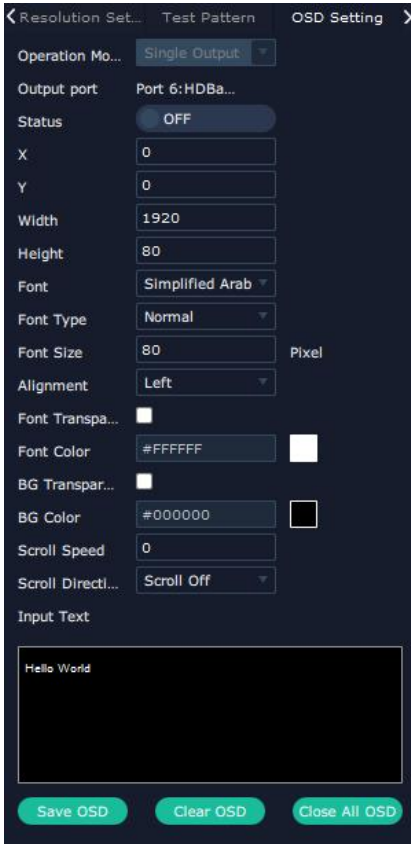 Resolution Set... Test Pattern OSD Setting
Operation Mo... Single Output
Output port Port 6:HDBa...
Status OFF
X 0
Y 0
Width 1920
Height 80
Font Simplified Arab
Font Type Normal
Font Size 80 Pixel
Alignment Left
Font Transpa...
Font Color #FFFFFF
BG Transpar...
BG Color #000000
Scroll Speed 0
Scroll Directi... Scroll Off
Input Text
Hello World
Save OSD Clear OSD Close All OSD